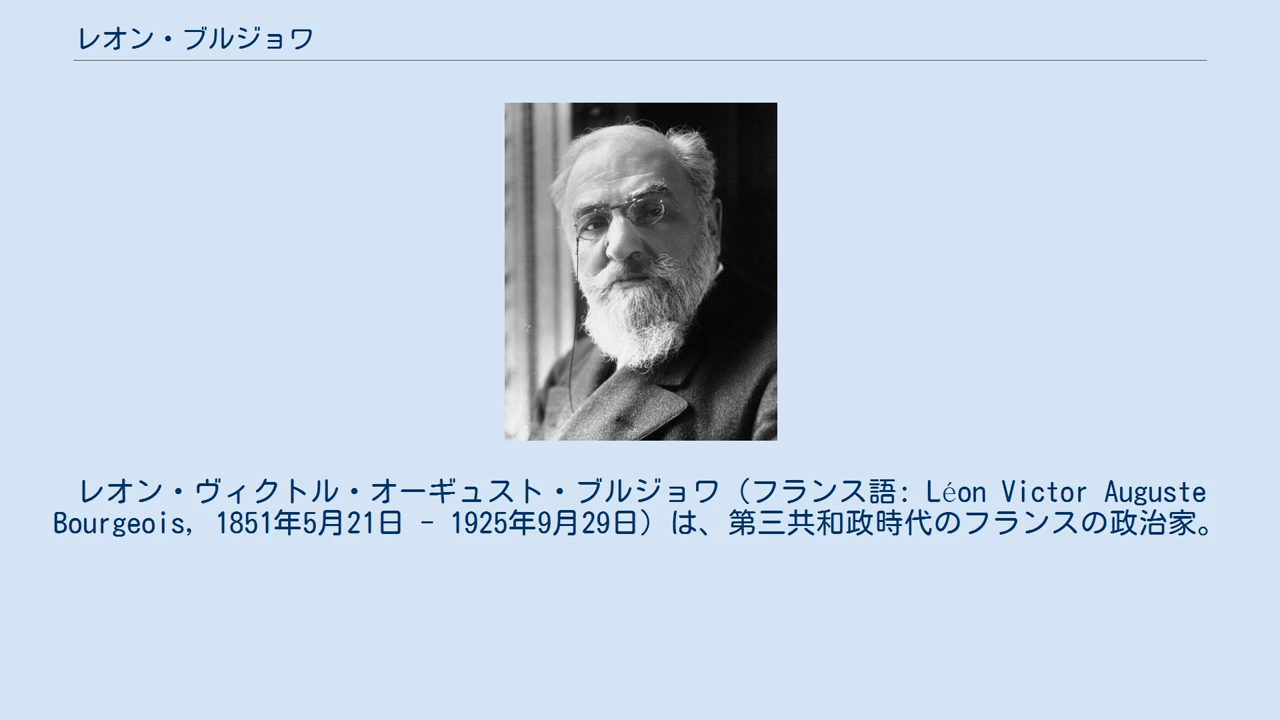 レオン・ブルジョワ
レオン・ヴィクトル・オーギュスト・ブルジョワ（フランス語: Léon Victor Auguste
Bourgeois, 1851年5月21日 - 1925年9月29日）は、第三共和政時代のフランスの政治家。